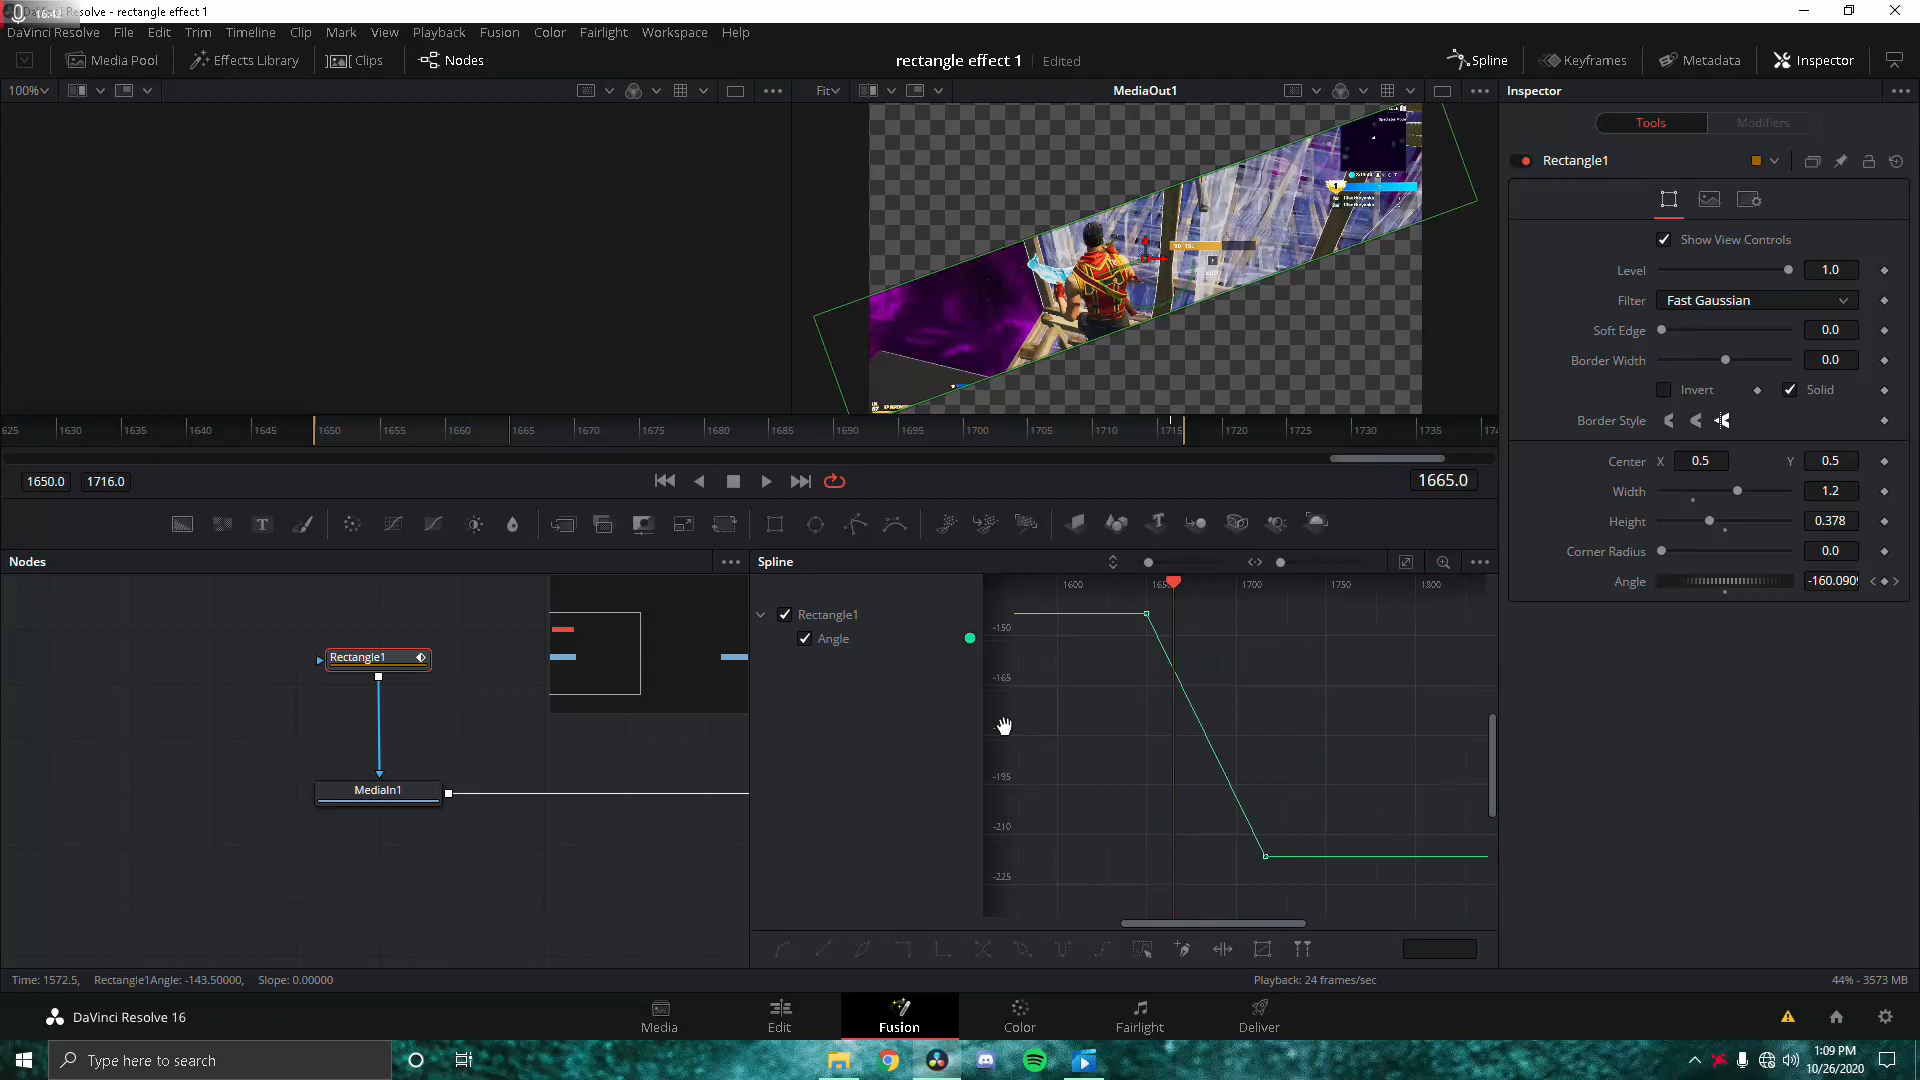 16:42
Resolve - rectangle effect 1
DaVinci Resolve File Edit Trim Timeline Clip Mark View Playback Fusion Color Fairlight Workspace Help
Media Pool Effects Library Clips Nodes rectangle effect 1 Edited Spline Keyframes Metadata Inspector
100% Fit MediaOut1 Inspector
Tools Modifiers
Rectangle1
Show View Controls
Level 1.0
Filter Fast Gaussian
Soft Edge 0.0
Border Width 0.0
Invert Solid
Border Style
Center X 0.5 Y 0.5
Width 1.2
Height 0.378
Corner Radius 0.0
Angle -160.090
625 1630 1635 1640 1645 1650 1655 1660 1665 1670 1675 1680 1685 1690 1695 1700 1705 1710 1715 1720 1725 1730 1735 174
1650.0 1716.0 1665.0
Nodes Spline
1600 165 1700 1750 1800
Rectangle1
Angle
-150
-165
-195
-210
-225
Rectangle1
MediaIn1
Time: 1572.5, Rectangle1Angle: -143.50000, Slope: 0.00000 Playback: 24 frames/sec 44% - 3573 MB
DaVinci Resolve 16 Media Edit Fusion Color Fairlight Deliver
Type here to search
1:09 PM
10/26/2020